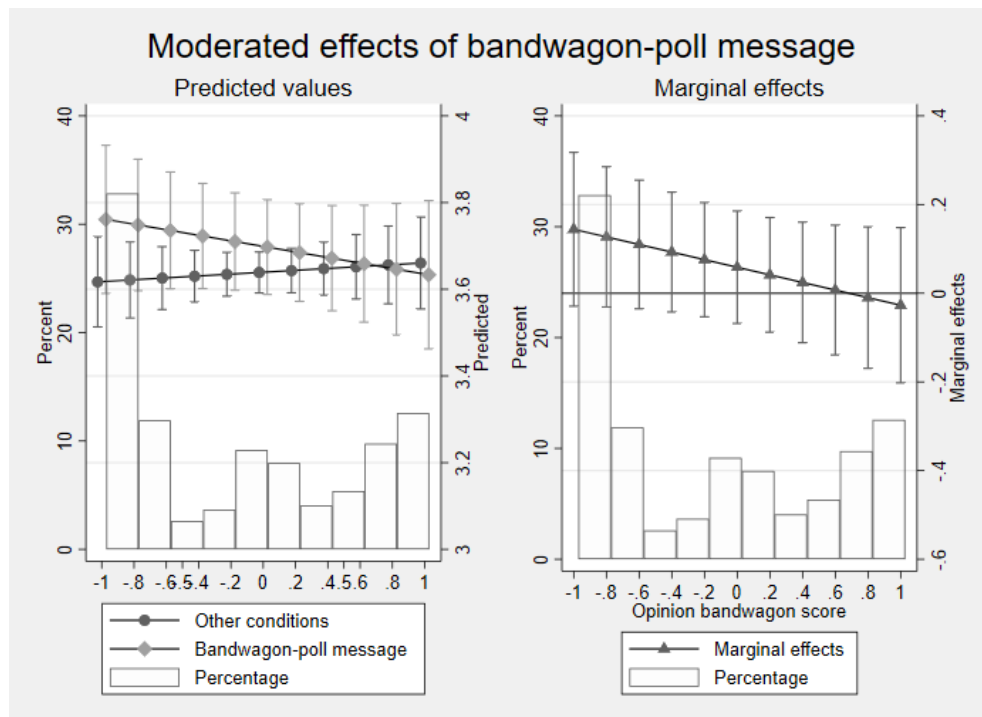 Moderated effects of bandwagon-poll message
Predicted values
40
30
20
10
0
Percent
4
3.8
3.6
3.4
3.2
3
Predicted
-1 -.8 -.6 -.5 -.4 -.2 0 .2 .4 .5 .6 .8 1
Other conditions
Bandwagon-poll message
Percentage
Marginal effects
40
30
20
10
0
Percent
.4
.2
0
-.2
-.4
-.6
Marginal effects
-1 -.8 -.6 -.4 -.2 0 .2 .4 .6 .8 1
Opinion bandwagon score
Marginal effects
Percentage